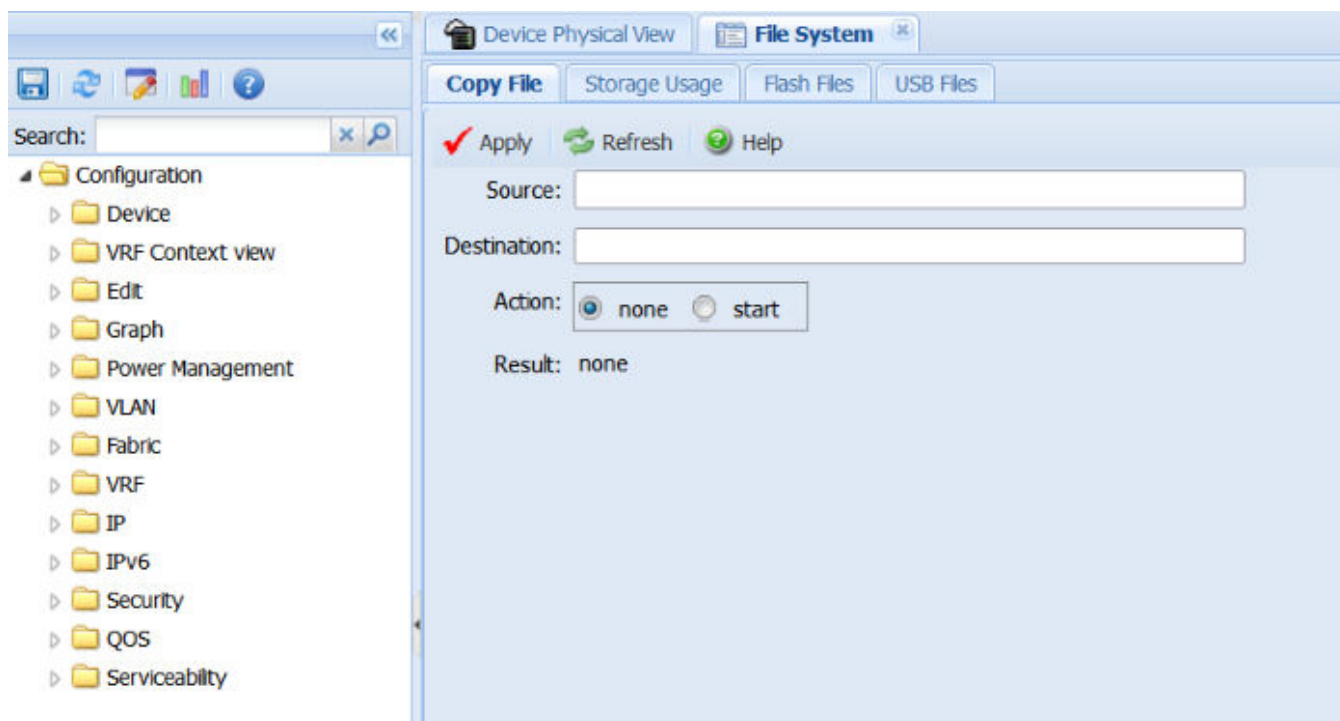 Device Physical View File System
Copy File Storage Usage Flash Files USB Files
Search:
Apply Refresh Help
Configuration
Device
VRF Context view
Edit
Graph
Power Management
VLAN
Fabric
VRF
IP
IPv6
Security
QOS
Serviceability
Source:
Destination:
Action: none start
Result: none